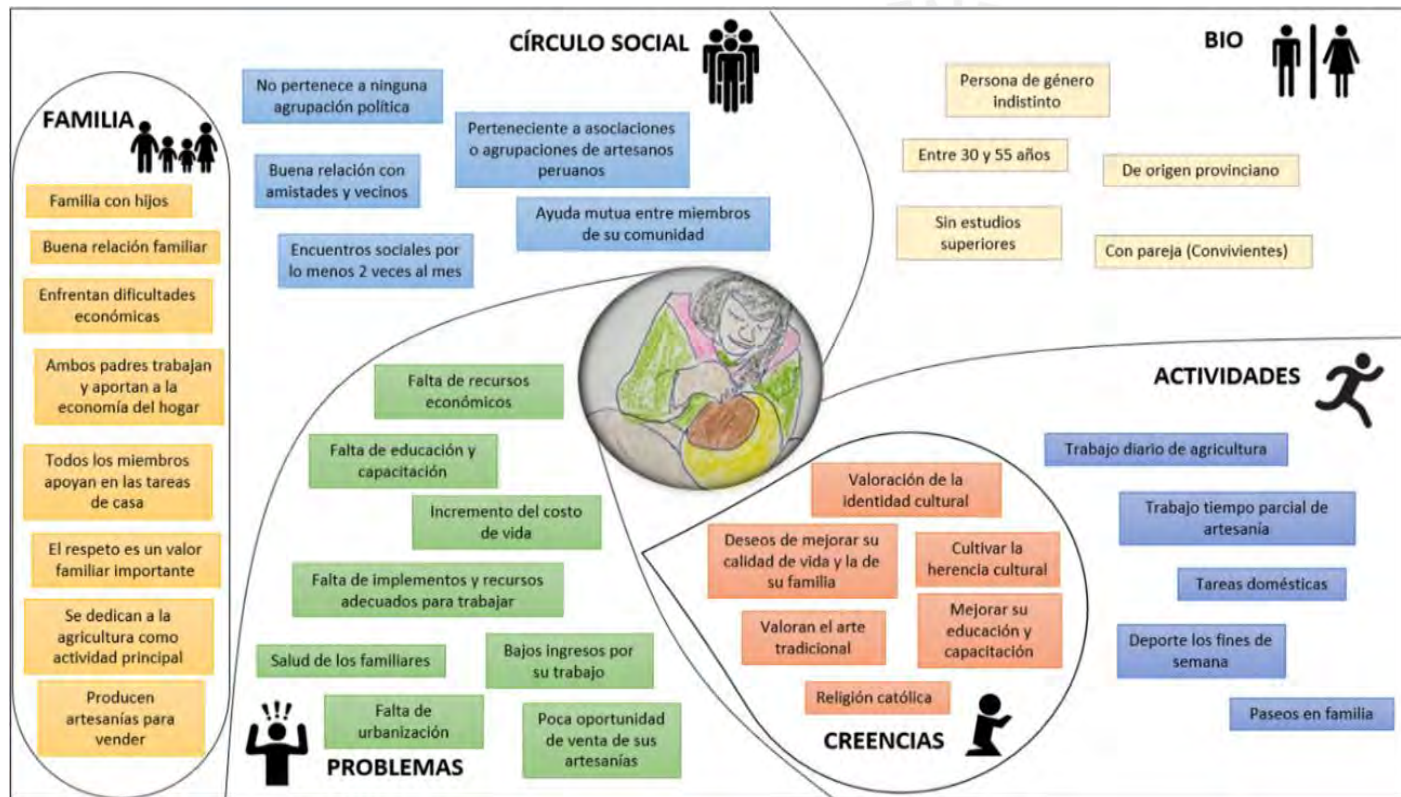 FAMILIA
Familia con hijos
Buena relación familiar
Enfrentan dificultades
económicas
Ambos padres trabajan
y aportan a la
economía del hogar
Todos los miembros
apoyan en las tareas
de casa
El respeto es un valor
familiar importante
Se dedican a la
agricultura como
actividad principal
Producen
artesanías para
vender
CÍRCULO SOCIAL
No pertenece a ninguna
agrupación política
Perteneciente a asociaciones
o agrupaciones de artesanos
peruanos
Buena relación con
amistades y vecinos
Ayuda mutua entre miembros
de su comunidad
Encuentros sociales por
lo menos 2 veces al mes
BIO
Persona de género
indistinto
Entre 30 y 55 años
De origen provinciano
Sin estudios
superiores
Con pareja (Convivientes)
Falta de recursos
económicos
Falta de educación y
capacitación
Incremento del costo
de vida
Falta de implementos y recursos
adecuados para trabajar
Salud de los familiares
Bajos ingresos por
su trabajo
Falta de
urbanización
Poca oportunidad
de venta de sus
artesanías
PROBLEMAS
Valoración de la
identidad cultural
Deseos de mejorar su
calidad de vida y la de
su familia
Cultivar la
herencia cultural
Valoran el arte
tradicional
Mejorar su
educación y
capacitación
Religión católica
CREENCIAS
ACTIVIDADES
Trabajo diario de agricultura
Trabajo tiempo parcial de
artesanía
Tareas domésticas
Deporte los fines de
semana
Paseos en familia